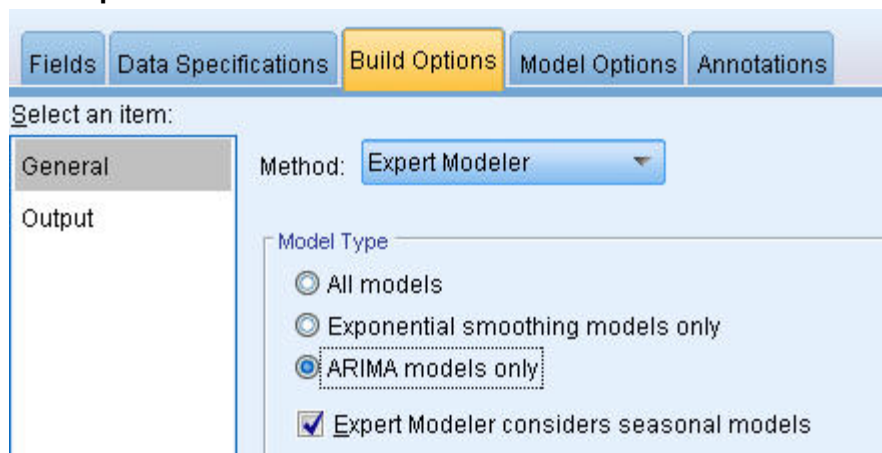 Fields Data Specifications Build Options Model Options Annotations
Select an item:
General
Output
Method: Expert Modeler
Model Type
All models
Exponential smoothing models only
ARIMA models only
Expert Modeler considers seasonal models